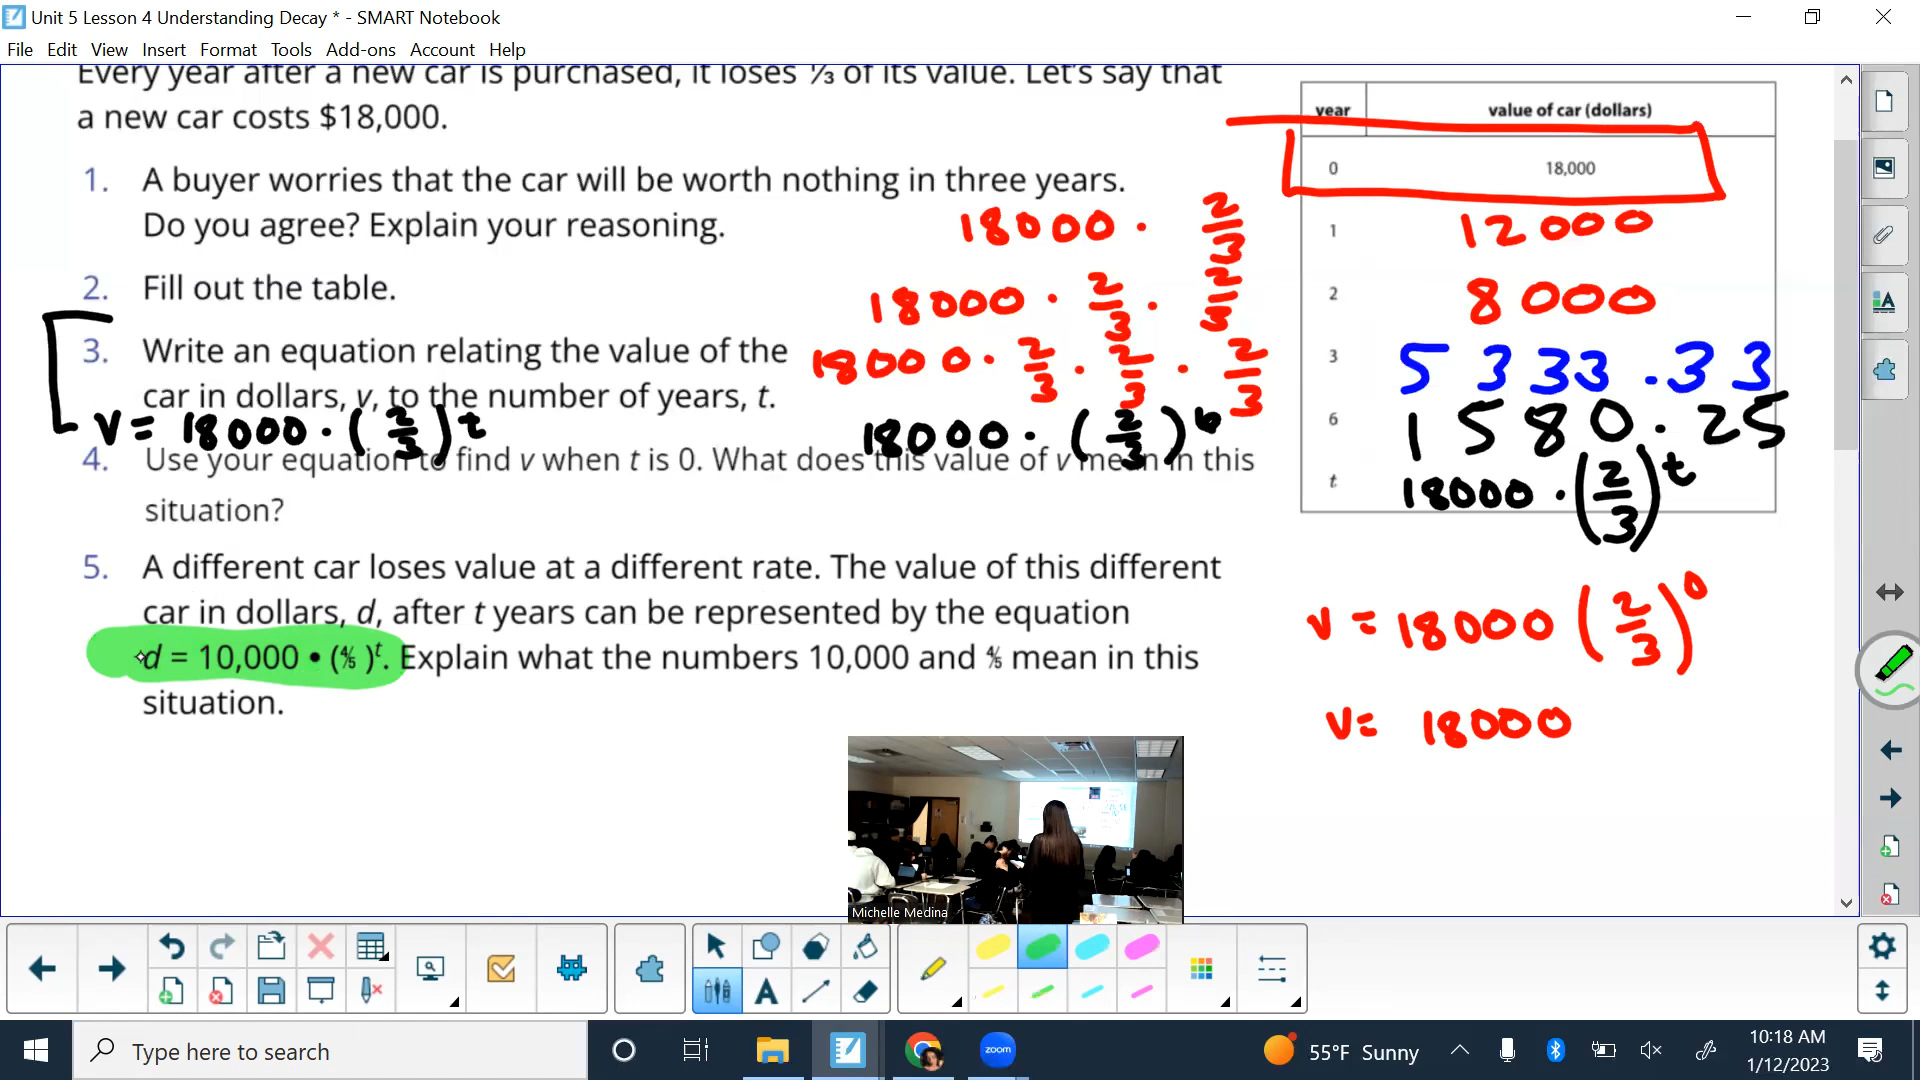 Unit 5 Lesson 4 Understanding Decay * - SMART Notebook
File Edit View Insert Format Tools Add-ons Account Help
Every year after a new car is purchased, it loses ⅓ of its value. Let's say that
a new car costs $18,000.
1. A buyer worries that the car will be worth nothing in three years.
Do you agree? Explain your reasoning.
2. Fill out the table.
3. Write an equation relating the value of the
car in dollars, v, to the number of years, t.
v = 18000 · (2/3)^t
4. Use your equation to find v when t is 0. What does this value of v mean in this
situation?
5. A different car loses value at a different rate. The value of this different
car in dollars, d, after t years can be represented by the equation
d = 10,000 • (⅘)^t. Explain what the numbers 10,000 and ⅘ mean in this
situation.
18000 · 2/3
18000 · 2/3 · 2/3
18000 · 2/3 · 2/3 · 2/3
18000 · (2/3)^6
year value of car (dollars)
0 18,000
1 12000
2 8000
3 5333.33
6 1580.25
t 18000 · (2/3)^t
v = 18000 (2/3)^0
v = 18000
Michelle Medina
Type here to search
zoom
55°F Sunny
10:18 AM
1/12/2023